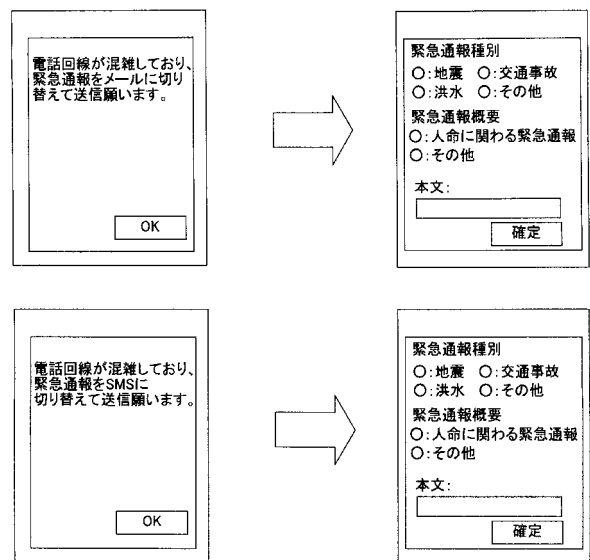 電話回線が混雑しており、
緊急通報をメールに切り
替えて送信願います。
OK
緊急通報種別
○:地震 ○:交通事故
○:洪水 ○:その他
緊急通報概要
○:人命に関わる緊急通報
○:その他
本文:
確定
電話回線が混雑しており、
緊急通報をSMSに
切り替えて送信願います。
OK
緊急通報種別
○:地震 ○:交通事故
○:洪水 ○:その他
緊急通報概要
○:人命に関わる緊急通報
○:その他
本文:
確定